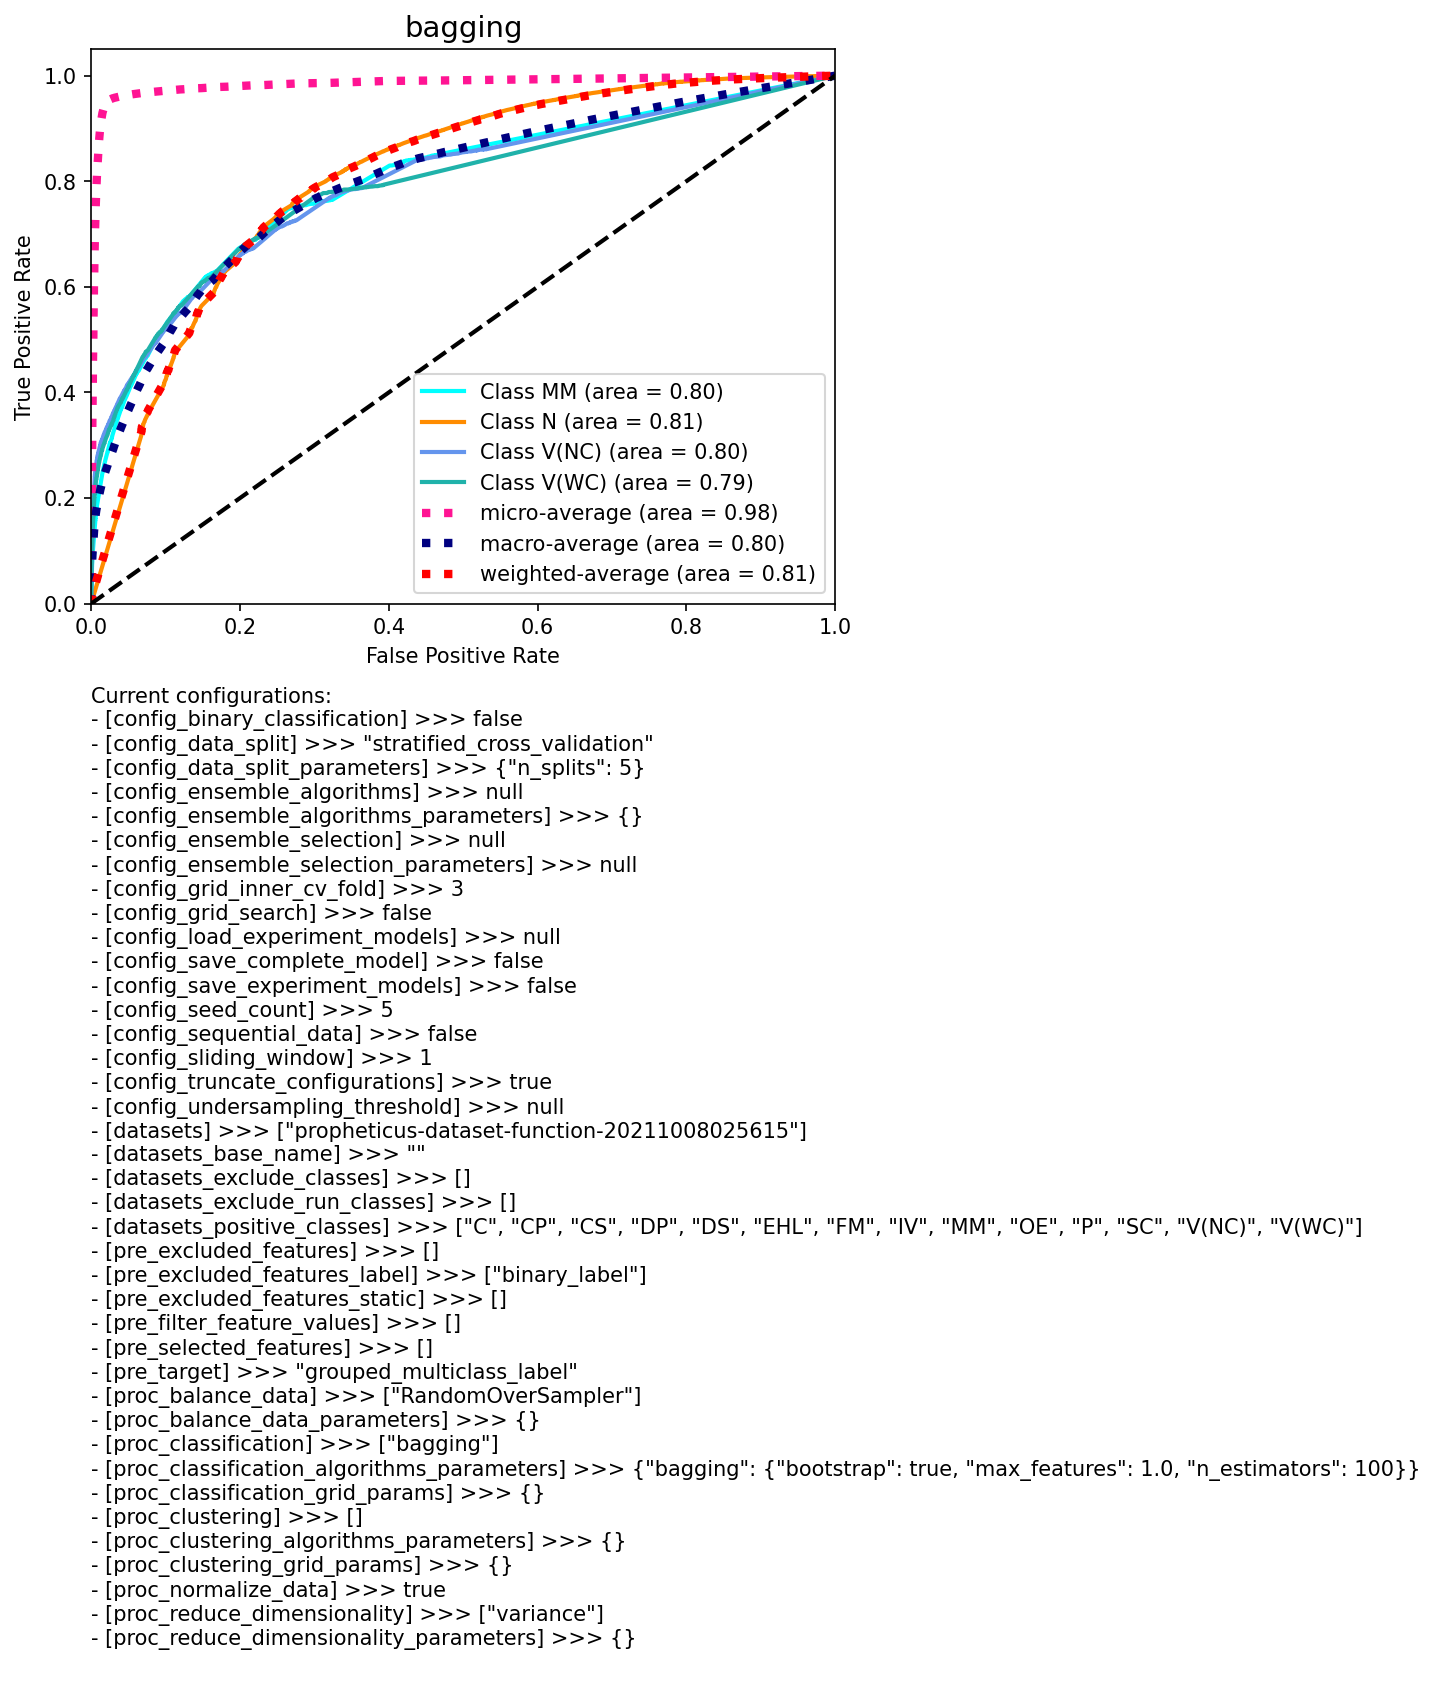 bagging
1.0
0.8
0.6
0.4
0.2
0.0
True Positive Rate
Class MM (area = 0.80)
Class N (area = 0.81)
Class V(NC) (area = 0.80)
Class V(WC) (area = 0.79)
micro-average (area = 0.98)
macro-average (area = 0.80)
weighted-average (area = 0.81)
0.0 0.2 0.4 0.6 0.8 1.0
False Positive Rate
Current configurations:
- [config_binary_classification] >>> false
- [config_data_split] >>> "stratified_cross_validation"
- [config_data_split_parameters] >>> {"n_splits": 5}
- [config_ensemble_algorithms] >>> null
- [config_ensemble_algorithms_parameters] >>> {}
- [config_ensemble_selection] >>> null
- [config_ensemble_selection_parameters] >>> null
- [config_grid_inner_cv_fold] >>> 3
- [config_grid_search] >>> false
- [config_load_experiment_models] >>> null
- [config_save_complete_model] >>> false
- [config_save_experiment_models] >>> false
- [config_seed_count] >>> 5
- [config_sequential_data] >>> false
- [config_sliding_window] >>> 1
- [config_truncate_configurations] >>> true
- [config_undersampling_threshold] >>> null
- [datasets] >>> ["propheticus-dataset-function-20211008025615"]
- [datasets_base_name] >>> ""
- [datasets_exclude_classes] >>> []
- [datasets_exclude_run_classes] >>> []
- [datasets_positive_classes] >>> ["C", "CP", "CS", "DP", "DS", "EHL", "FM", "IV", "MM", "OE", "P", "SC", "V(NC)", "V(WC)"]
- [pre_excluded_features] >>> []
- [pre_excluded_features_label] >>> ["binary_label"]
- [pre_excluded_features_static] >>> []
- [pre_filter_feature_values] >>> []
- [pre_selected_features] >>> []
- [pre_target] >>> "grouped_multiclass_label"
- [proc_balance_data] >>> ["RandomOverSampler"]
- [proc_balance_data_parameters] >>> {}
- [proc_classification] >>> ["bagging"]
- [proc_classification_algorithms_parameters] >>> {"bagging": {"bootstrap": true, "max_features": 1.0, "n_estimators": 100}}
- [proc_classification_grid_params] >>> {}
- [proc_clustering] >>> []
- [proc_clustering_algorithms_parameters] >>> {}
- [proc_clustering_grid_params] >>> {}
- [proc_normalize_data] >>> true
- [proc_reduce_dimensionality] >>> ["variance"]
- [proc_reduce_dimensionality_parameters] >>> {}